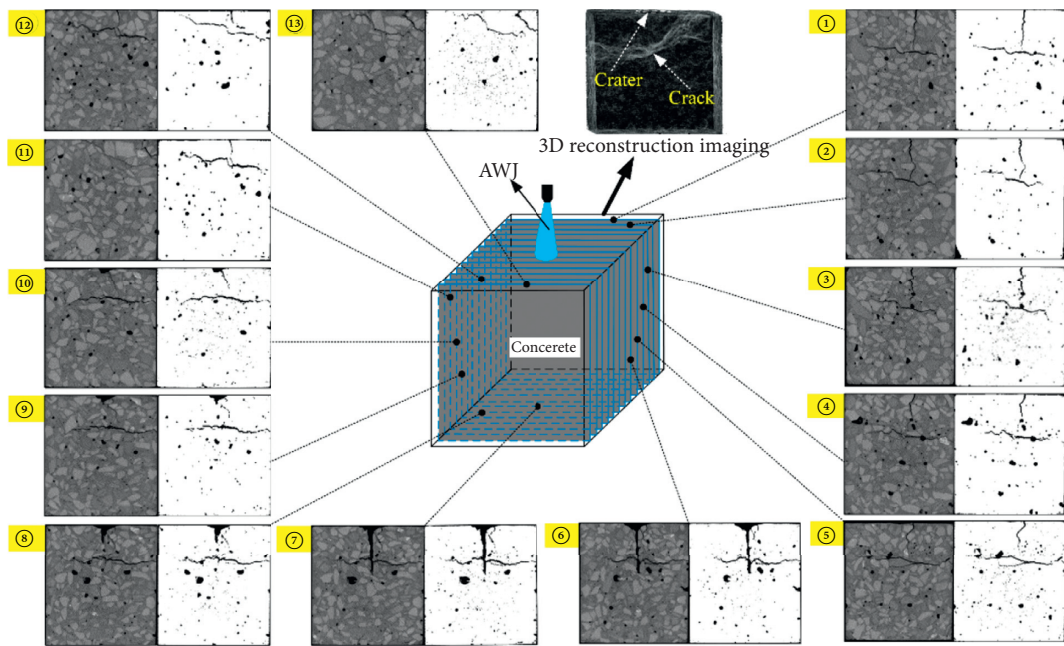 ⑫
⑬
①
Crater
Crack
3D reconstruction imaging
AWJ
⑪
②
⑩
③
Concerete
⑨
④
⑧
⑦
⑥
⑤